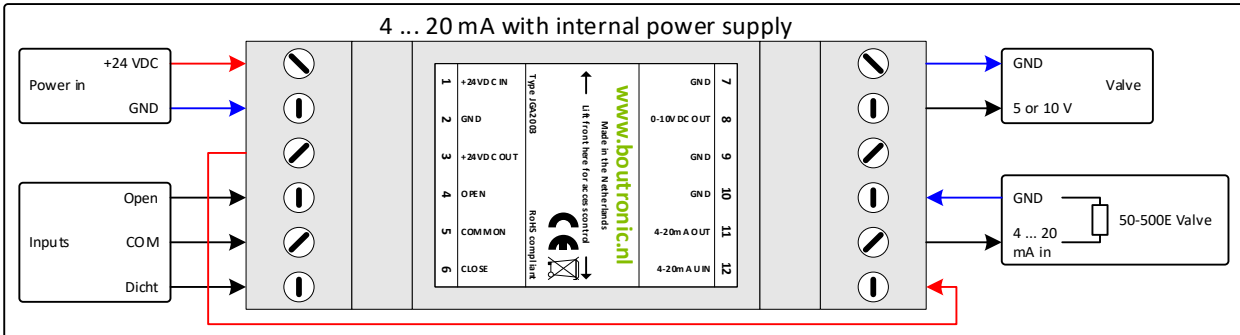 4 ... 20 mA with internal power supply
+24 VDC
Power in
GND
Open
Inputs
COM
Dicht
1 +24VDC IN
2 GND
3 +24VDC OUT
4 OPEN
5 COMMON
6 CLOSE
Type JGA2003
RoHS compliant
Lift front here for access control
Made in the Netherlands
www.boutronic.nl
GND 7
0-10V DC OUT 8
GND 9
GND 10
4-20mA OUT 11
4-20mA U IN 12
GND
Valve
5 or 10 V
GND
50-500E Valve
4 ... 20
mA in